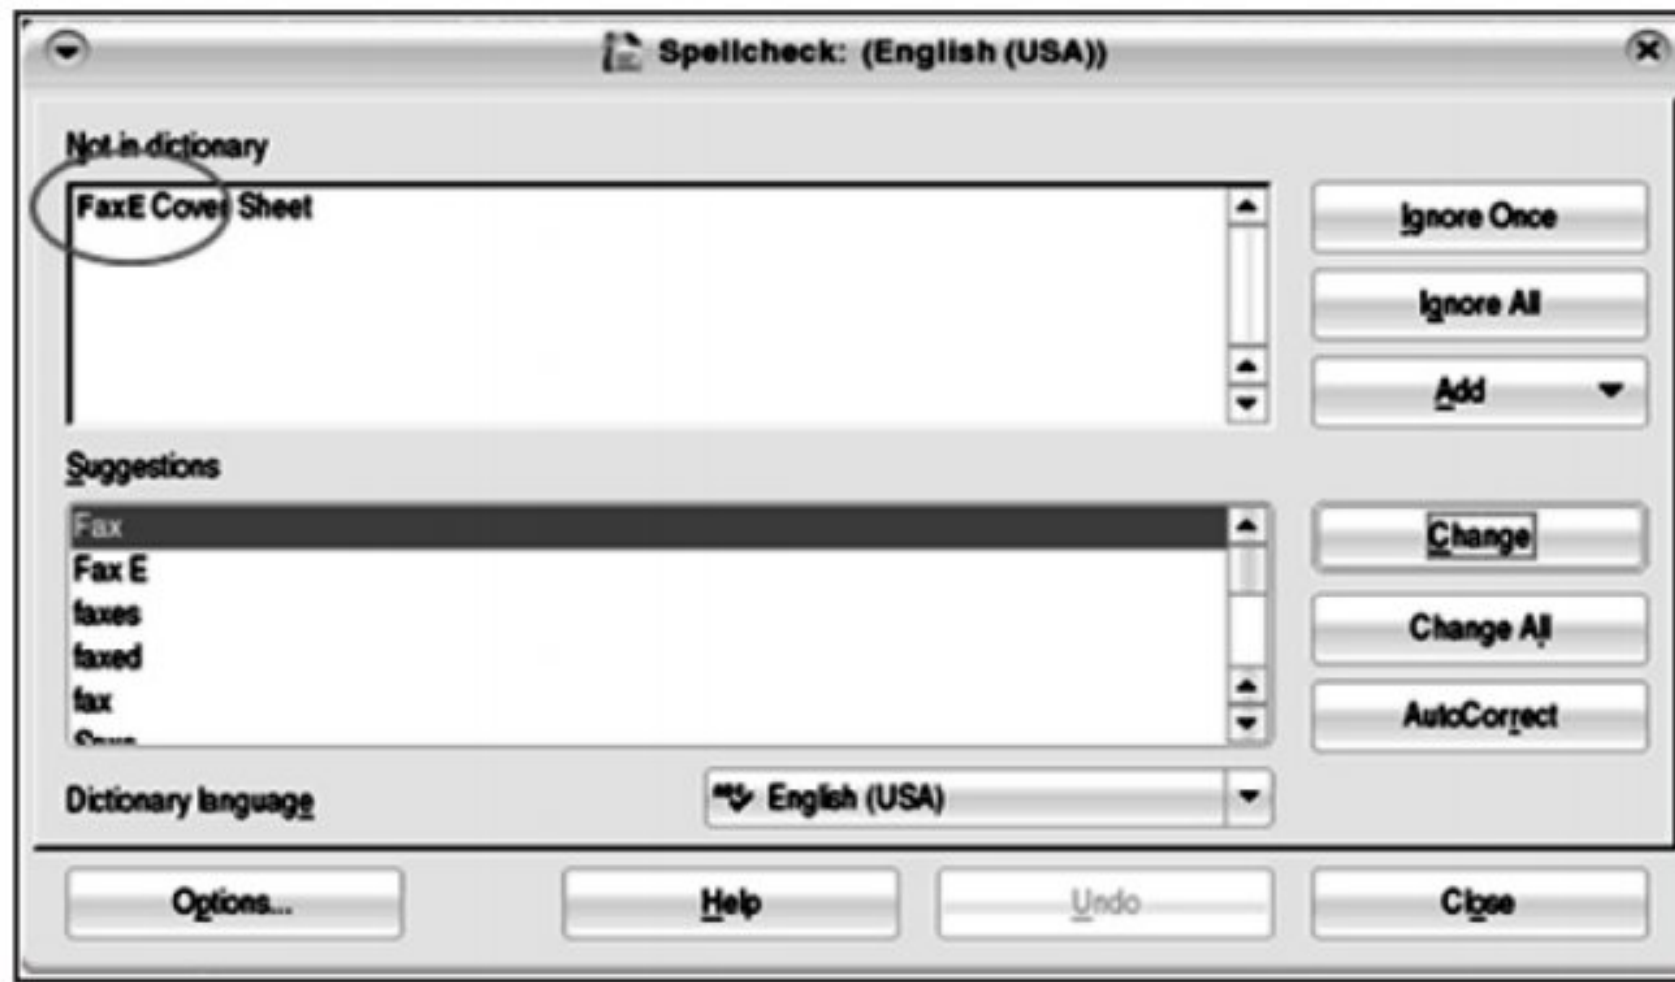 Spellcheck: (English (USA))
Not in dictionary
FaxE Cover Sheet
Ignore Once
Ignore All
Add
Suggestions
Fax
Fax E
faxes
faxed
fax
Change
Change All
AutoCorrect
Dictionary language
English (USA)
Options...
Help
Undo
Close